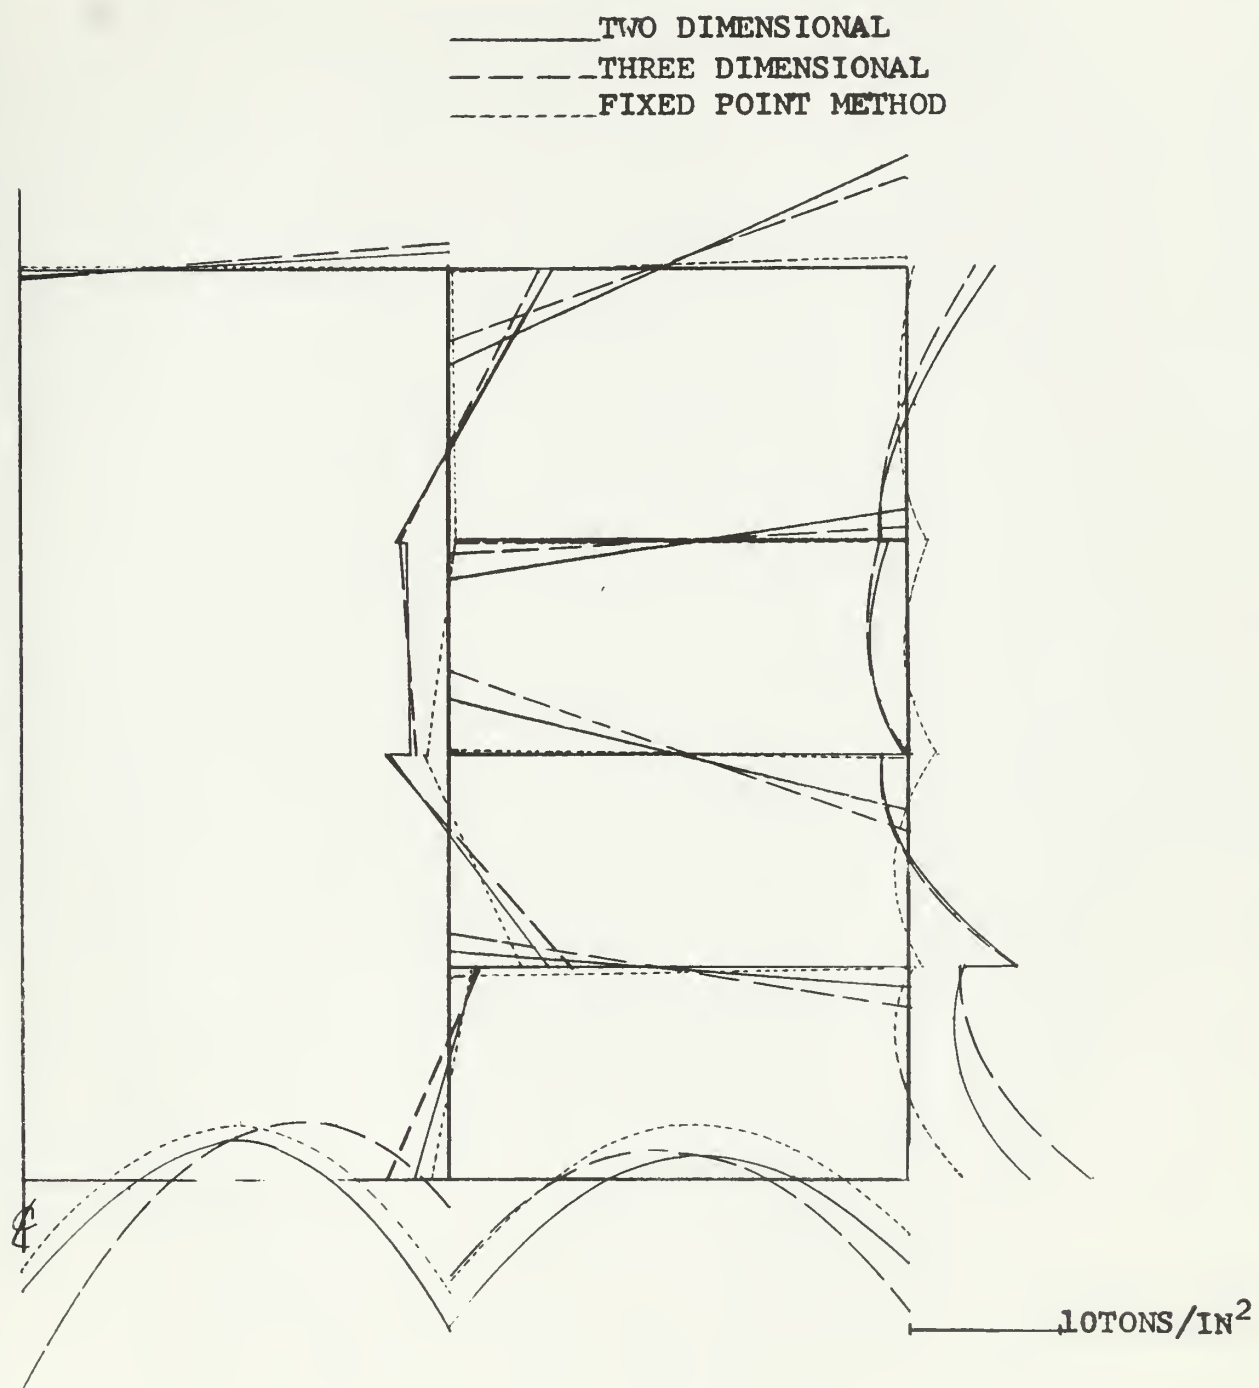 TWO DIMENSIONAL
THREE DIMENSIONAL
FIXED POINT METHOD
10TONS/IN²